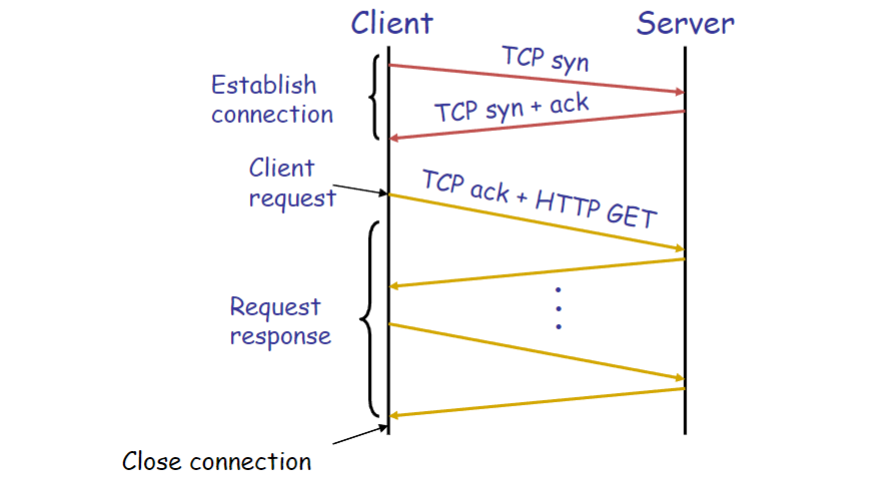 Client
Server
TCP syn
Establish
connection
TCP syn + ack
Client
request
TCP ack + HTTP GET
Request
response
Close connection